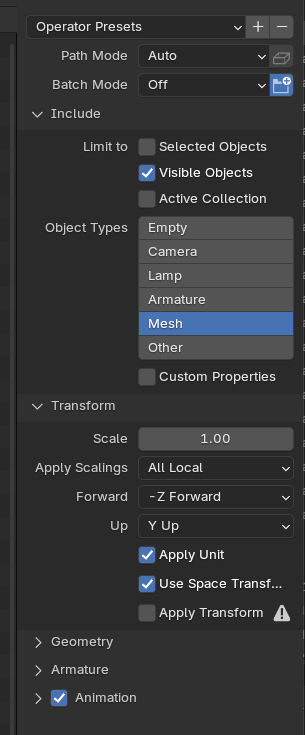 Operator Presets
Path Mode Auto
Batch Mode Off
Include
Limit to Selected Objects
Visible Objects
Active Collection
Object Types Empty
Camera
Lamp
Armature
Mesh
Other
Custom Properties
Transform
Scale 1.00
Apply Scalings All Local
Forward -Z Forward
Up Y Up
Apply Unit
Use Space Transf...
Apply Transform
Geometry
Armature
Animation